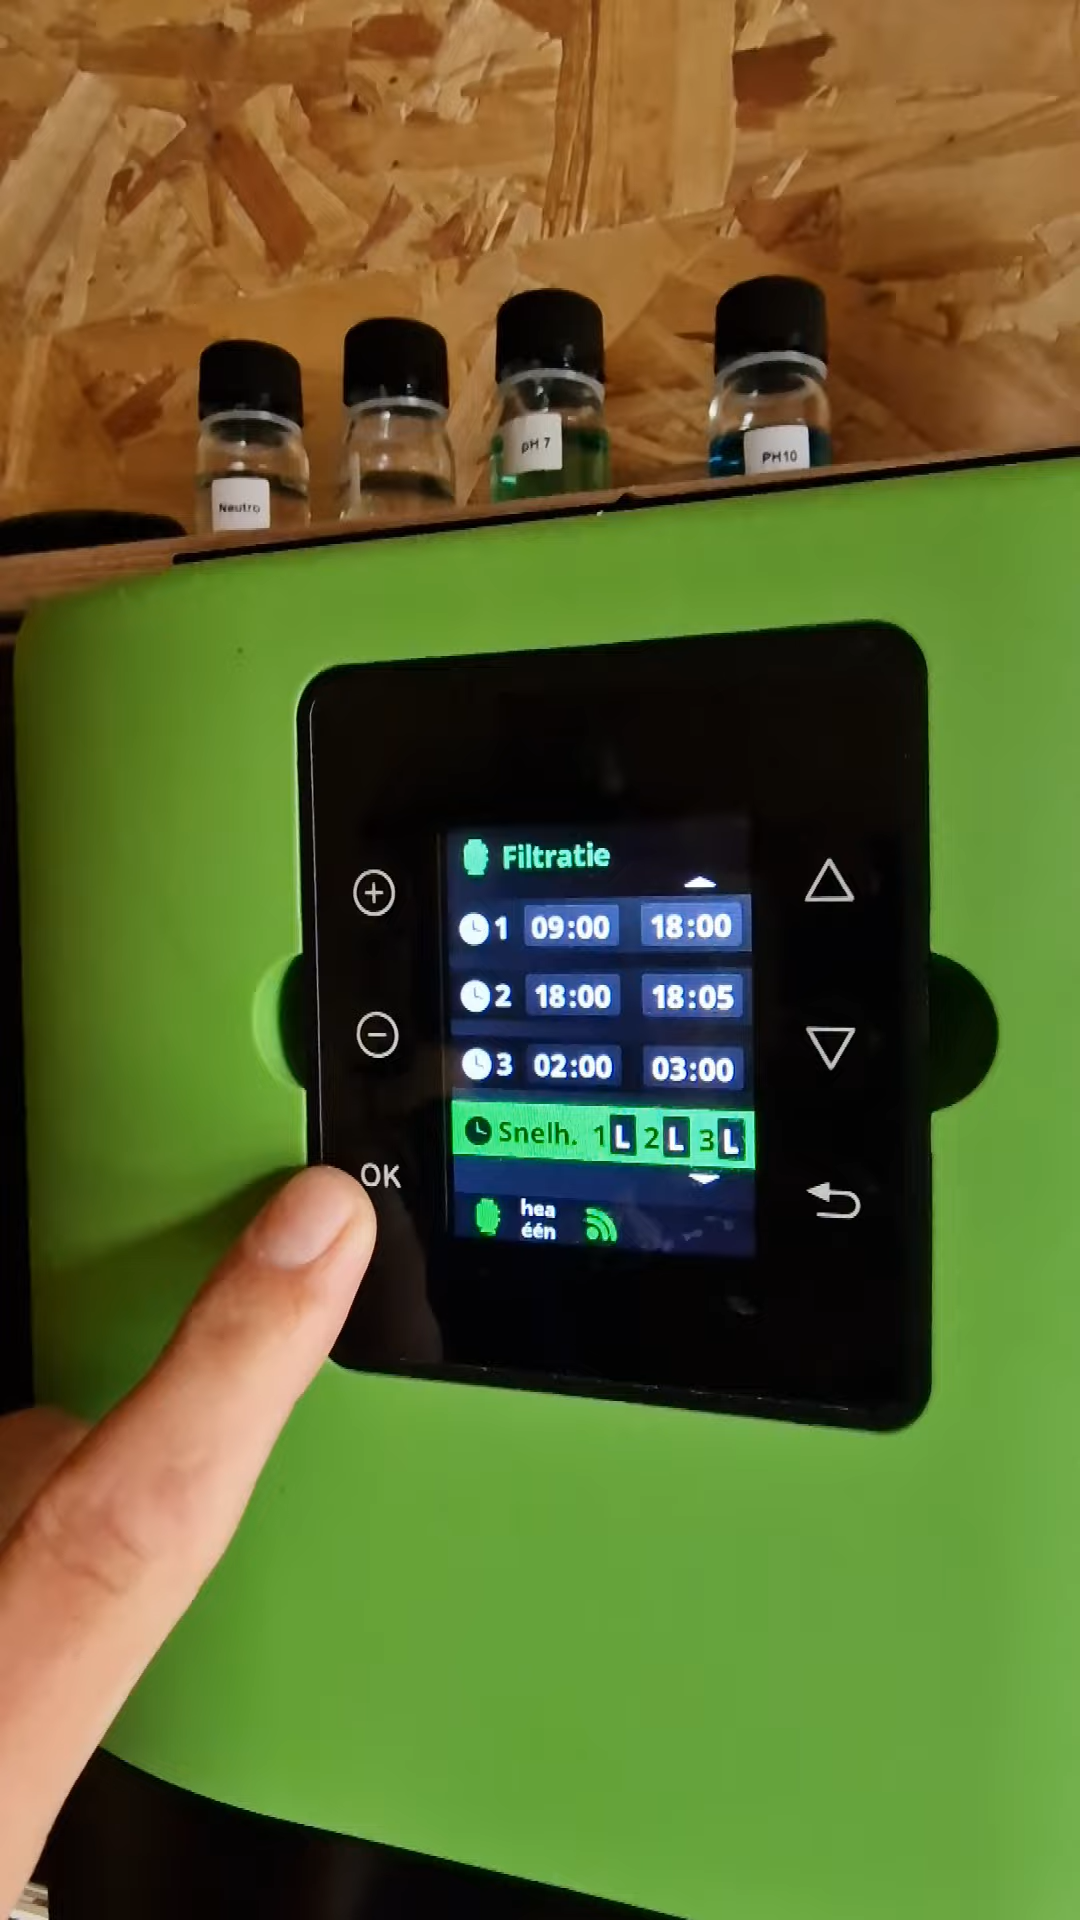 Neutro
pH 7
PH10
Filtratie
1 09:00 18:00
2 18:00 18:05
3 02:00 03:00
Snelh. 1 L 2 L 3 L
OK
hea
één